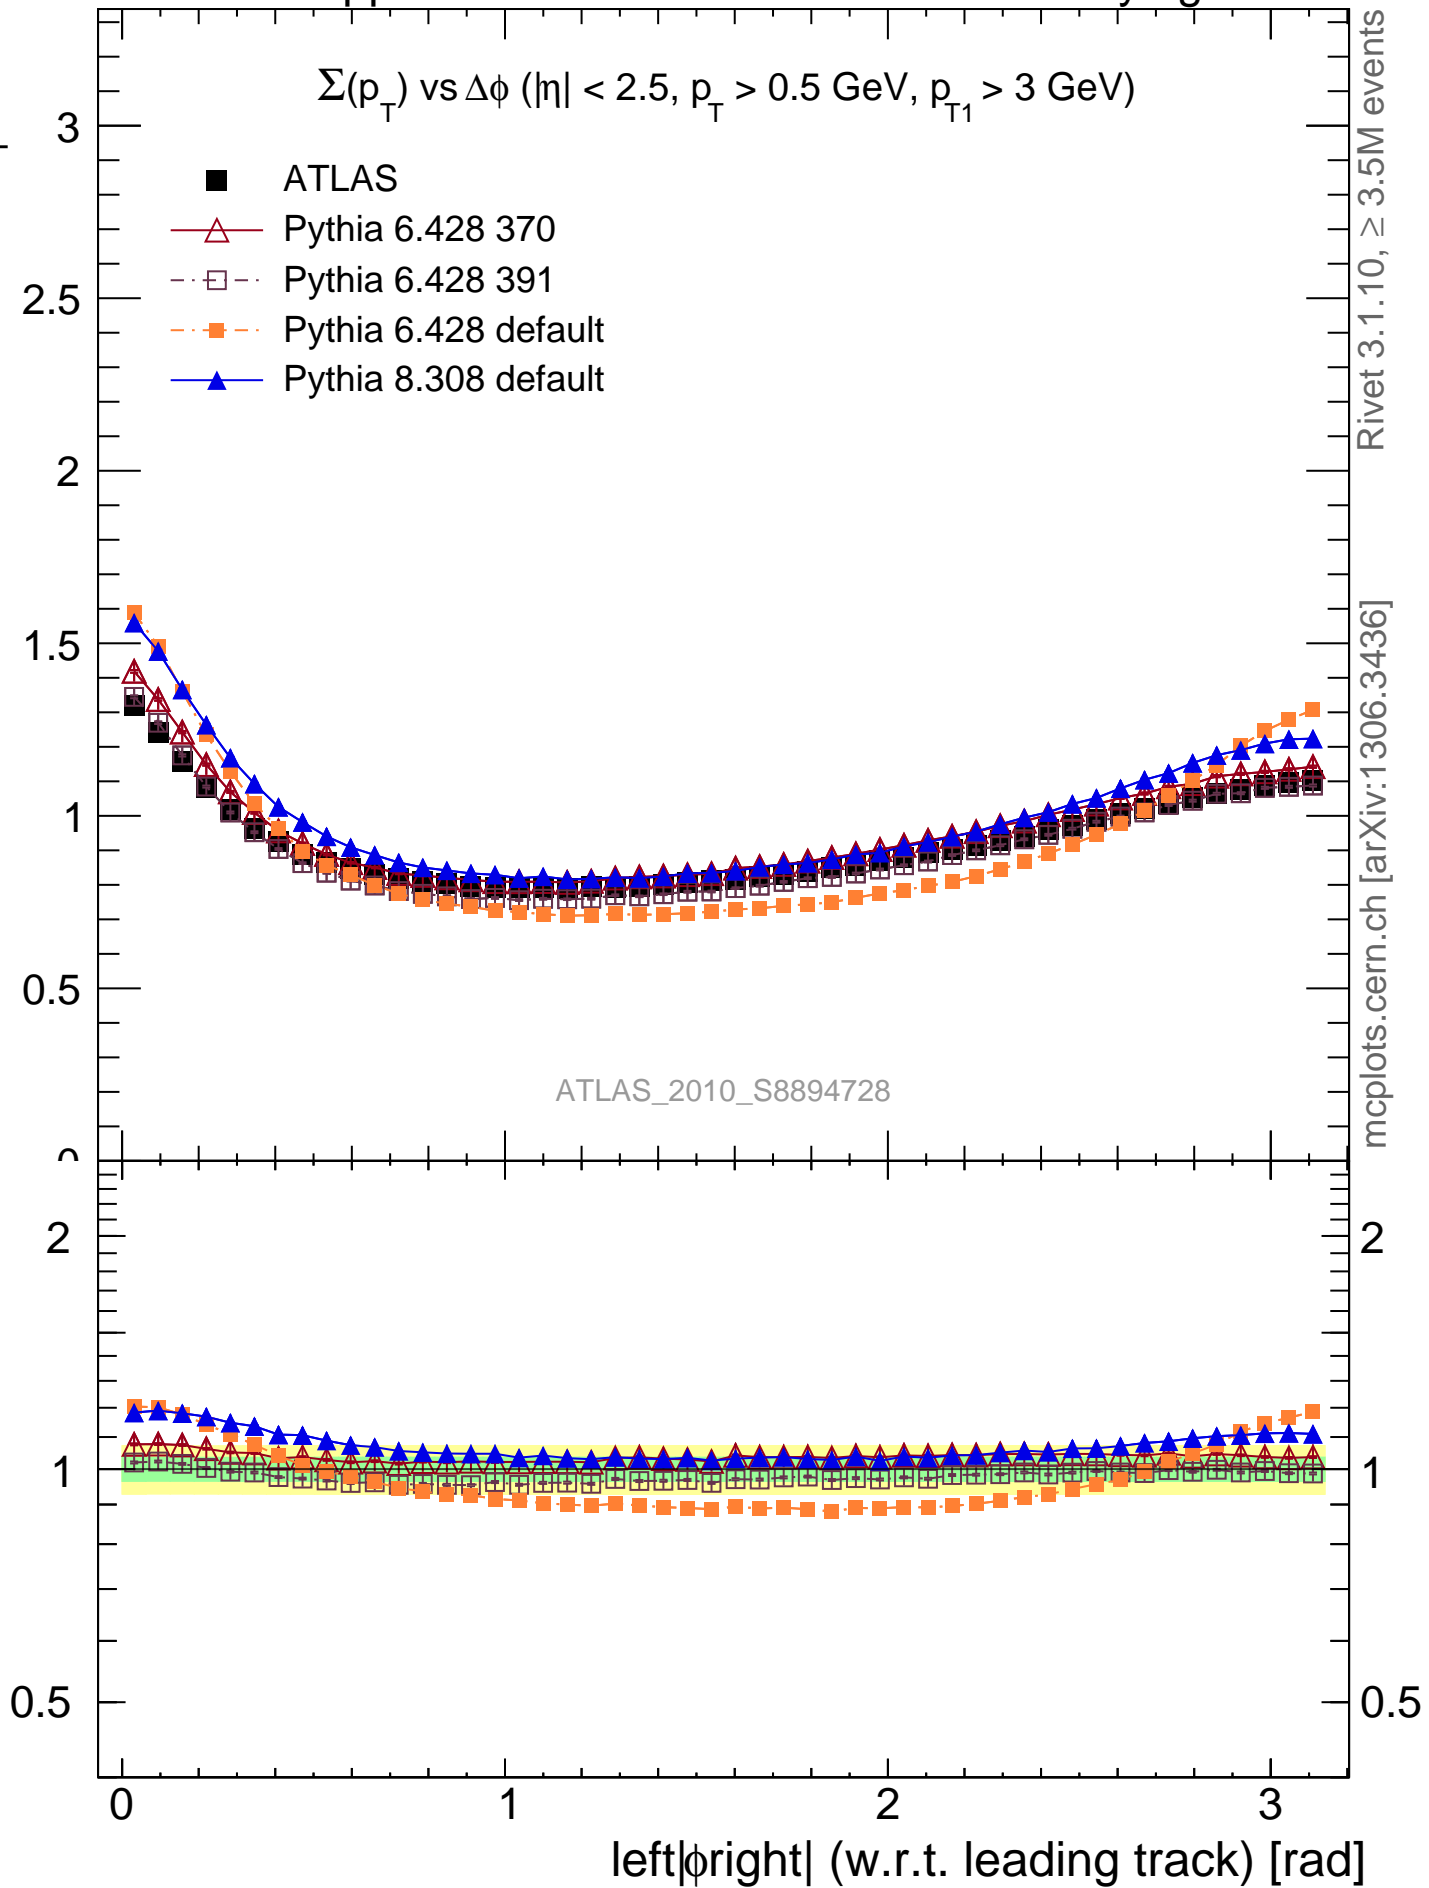 Σ(p_T) vs Δϕ (|η| < 2.5, p_T > 0.5 GeV, p_T1 > 3 GeV)
ATLAS
Pythia 6.428 370
Pythia 6.428 391
Pythia 6.428 default
Pythia 8.308 default
3
2.5
2
1.5
1
0.5
0
ATLAS_2010_S8894728
Rivet 3.1.10, ≥ 3.5M events
mcplots.cern.ch [arXiv:1306.3436]
2
1
0.5
2
1
0.5
0
1
2
3
left|ϕright| (w.r.t. leading track) [rad]